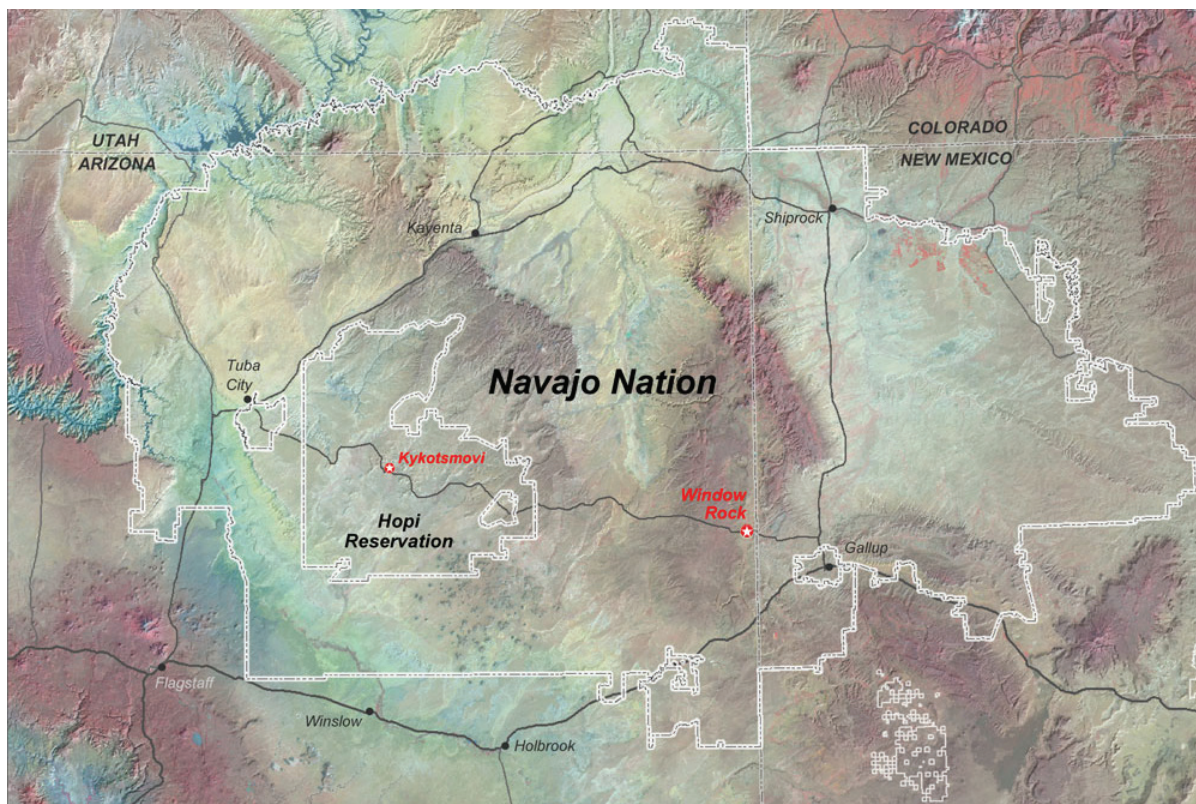 UTAH
ARIZONA
COLORADO
NEW MEXICO
Kayenta
Shiprock
Tuba
City
Navajo Nation
Kykotsmovi
Window
Rock
Hopi
Reservation
Gallup
Flagstaff
Winslow
Holbrook